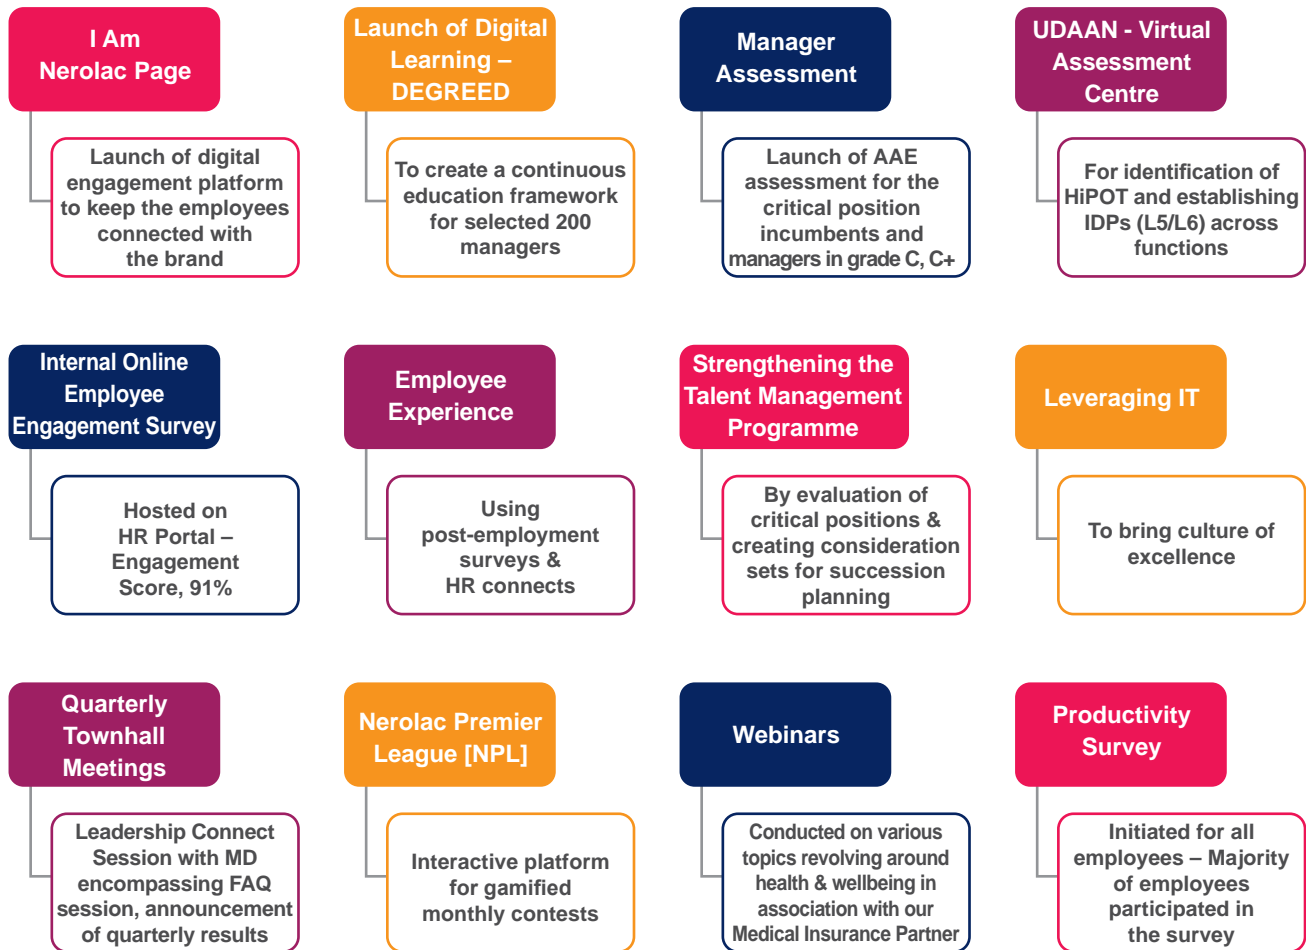 I Am
Nerolac Page
Launch of digital
engagement platform
to keep the employees
connected with
the brand
Launch of Digital
Learning –
DEGREED
To create a continuous
education framework
for selected 200
managers
Manager
Assessment
Launch of AAE
assessment for the
critical position
incumbents and
managers in grade C, C+
UDAAN - Virtual
Assessment
Centre
For identification of
HiPOT and establishing
IDPs (L5/L6) across
functions
Internal Online
Employee
Engagement Survey
Hosted on
HR Portal –
Engagement
Score, 91%
Employee
Experience
Using
post-employment
surveys &
HR connects
Strengthening the
Talent Management
Programme
By evaluation of
critical positions &
creating consideration
sets for succession
planning
Leveraging IT
To bring culture of
excellence
Quarterly
Townhall
Meetings
Leadership Connect
Session with MD
encompassing FAQ
session, announcement
of quarterly results
Nerolac Premier
League [NPL]
Interactive platform
for gamified
monthly contests
Webinars
Conducted on various
topics revolving around
health & wellbeing in
association with our
Medical Insurance Partner
Productivity
Survey
Initiated for all
employees – Majority
of employees
participated in
the survey